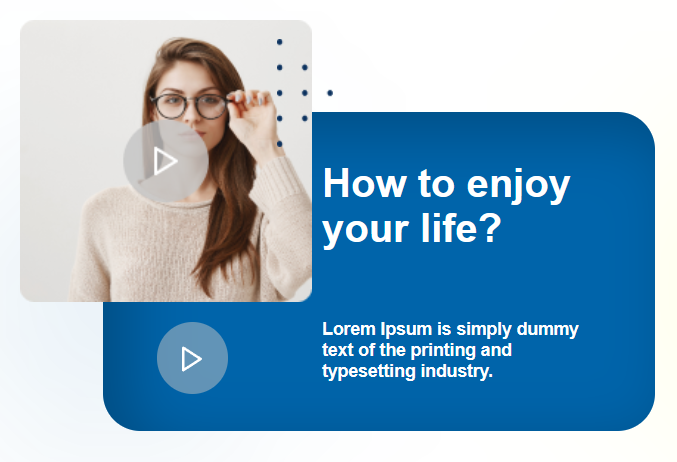 How to enjoy
your life?
Lorem Ipsum is simply dummy
text of the printing and
typesetting industry.